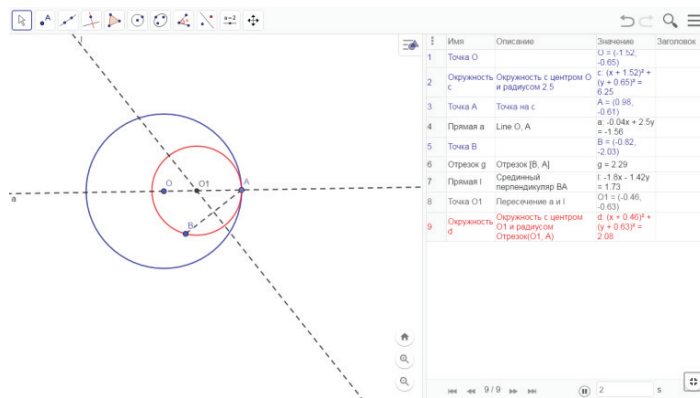 A
a=2
l
O
O1
A
B
a
Имя Описание Значение Заголовок
1 Точка O O = (-1.52, -0.65)
2 Окружность c Окружность с центром O и радиусом 2.5 c: (x + 1.52)² + (y + 0.65)² = 6.25
3 Точка A Точка на c A = (0.98, -0.61)
4 Прямая a Line O, A a: -0.04x + 2.5y = -1.56
5 Точка B B = (-0.82, -2.03)
6 Отрезок g Отрезок [B, A] g = 2.29
7 Прямая l Срединный перпендикуляр BA l: -1.8x - 1.42y = 1.73
8 Точка O1 Пересечение a и l O1 = (-0.46, -0.63)
9 Окружность d Окружность с центром O1 и радиусом Отрезок(O1, A) d: (x + 0.46)² + (y + 0.63)² = 2.08
9 / 9 2 s